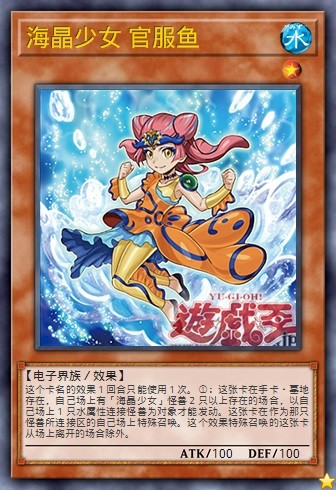 海晶少女 官服鱼
水
YU-GI-OH!
遊戯王
【电子界族／效果】
这个卡名的效果１回合只能使用１次。①：这张卡在手卡·墓地
存在，自己场上有「海晶少女」怪兽２只以上存在的场合，以自
己场上１只水属性连接怪兽为对象才能发动。这张卡在作为那只
怪兽所连接区的自己场上特殊召唤。这个效果特殊召唤的这张卡
从场上离开的场合除外。
ATK/100 DEF/100